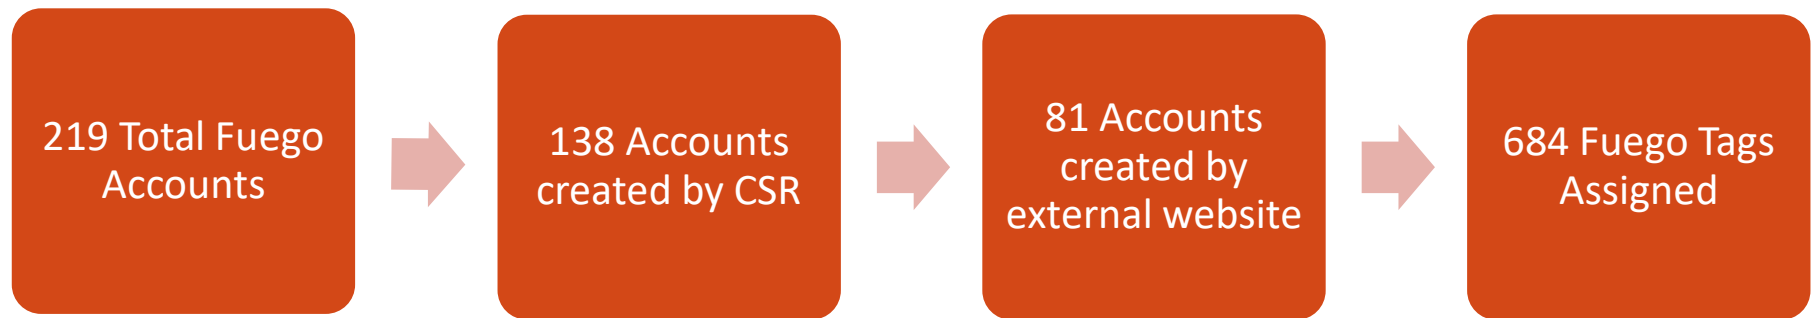 219 Total Fuego
Accounts
138 Accounts
created by CSR
81 Accounts
created by
external website
684 Fuego Tags
Assigned